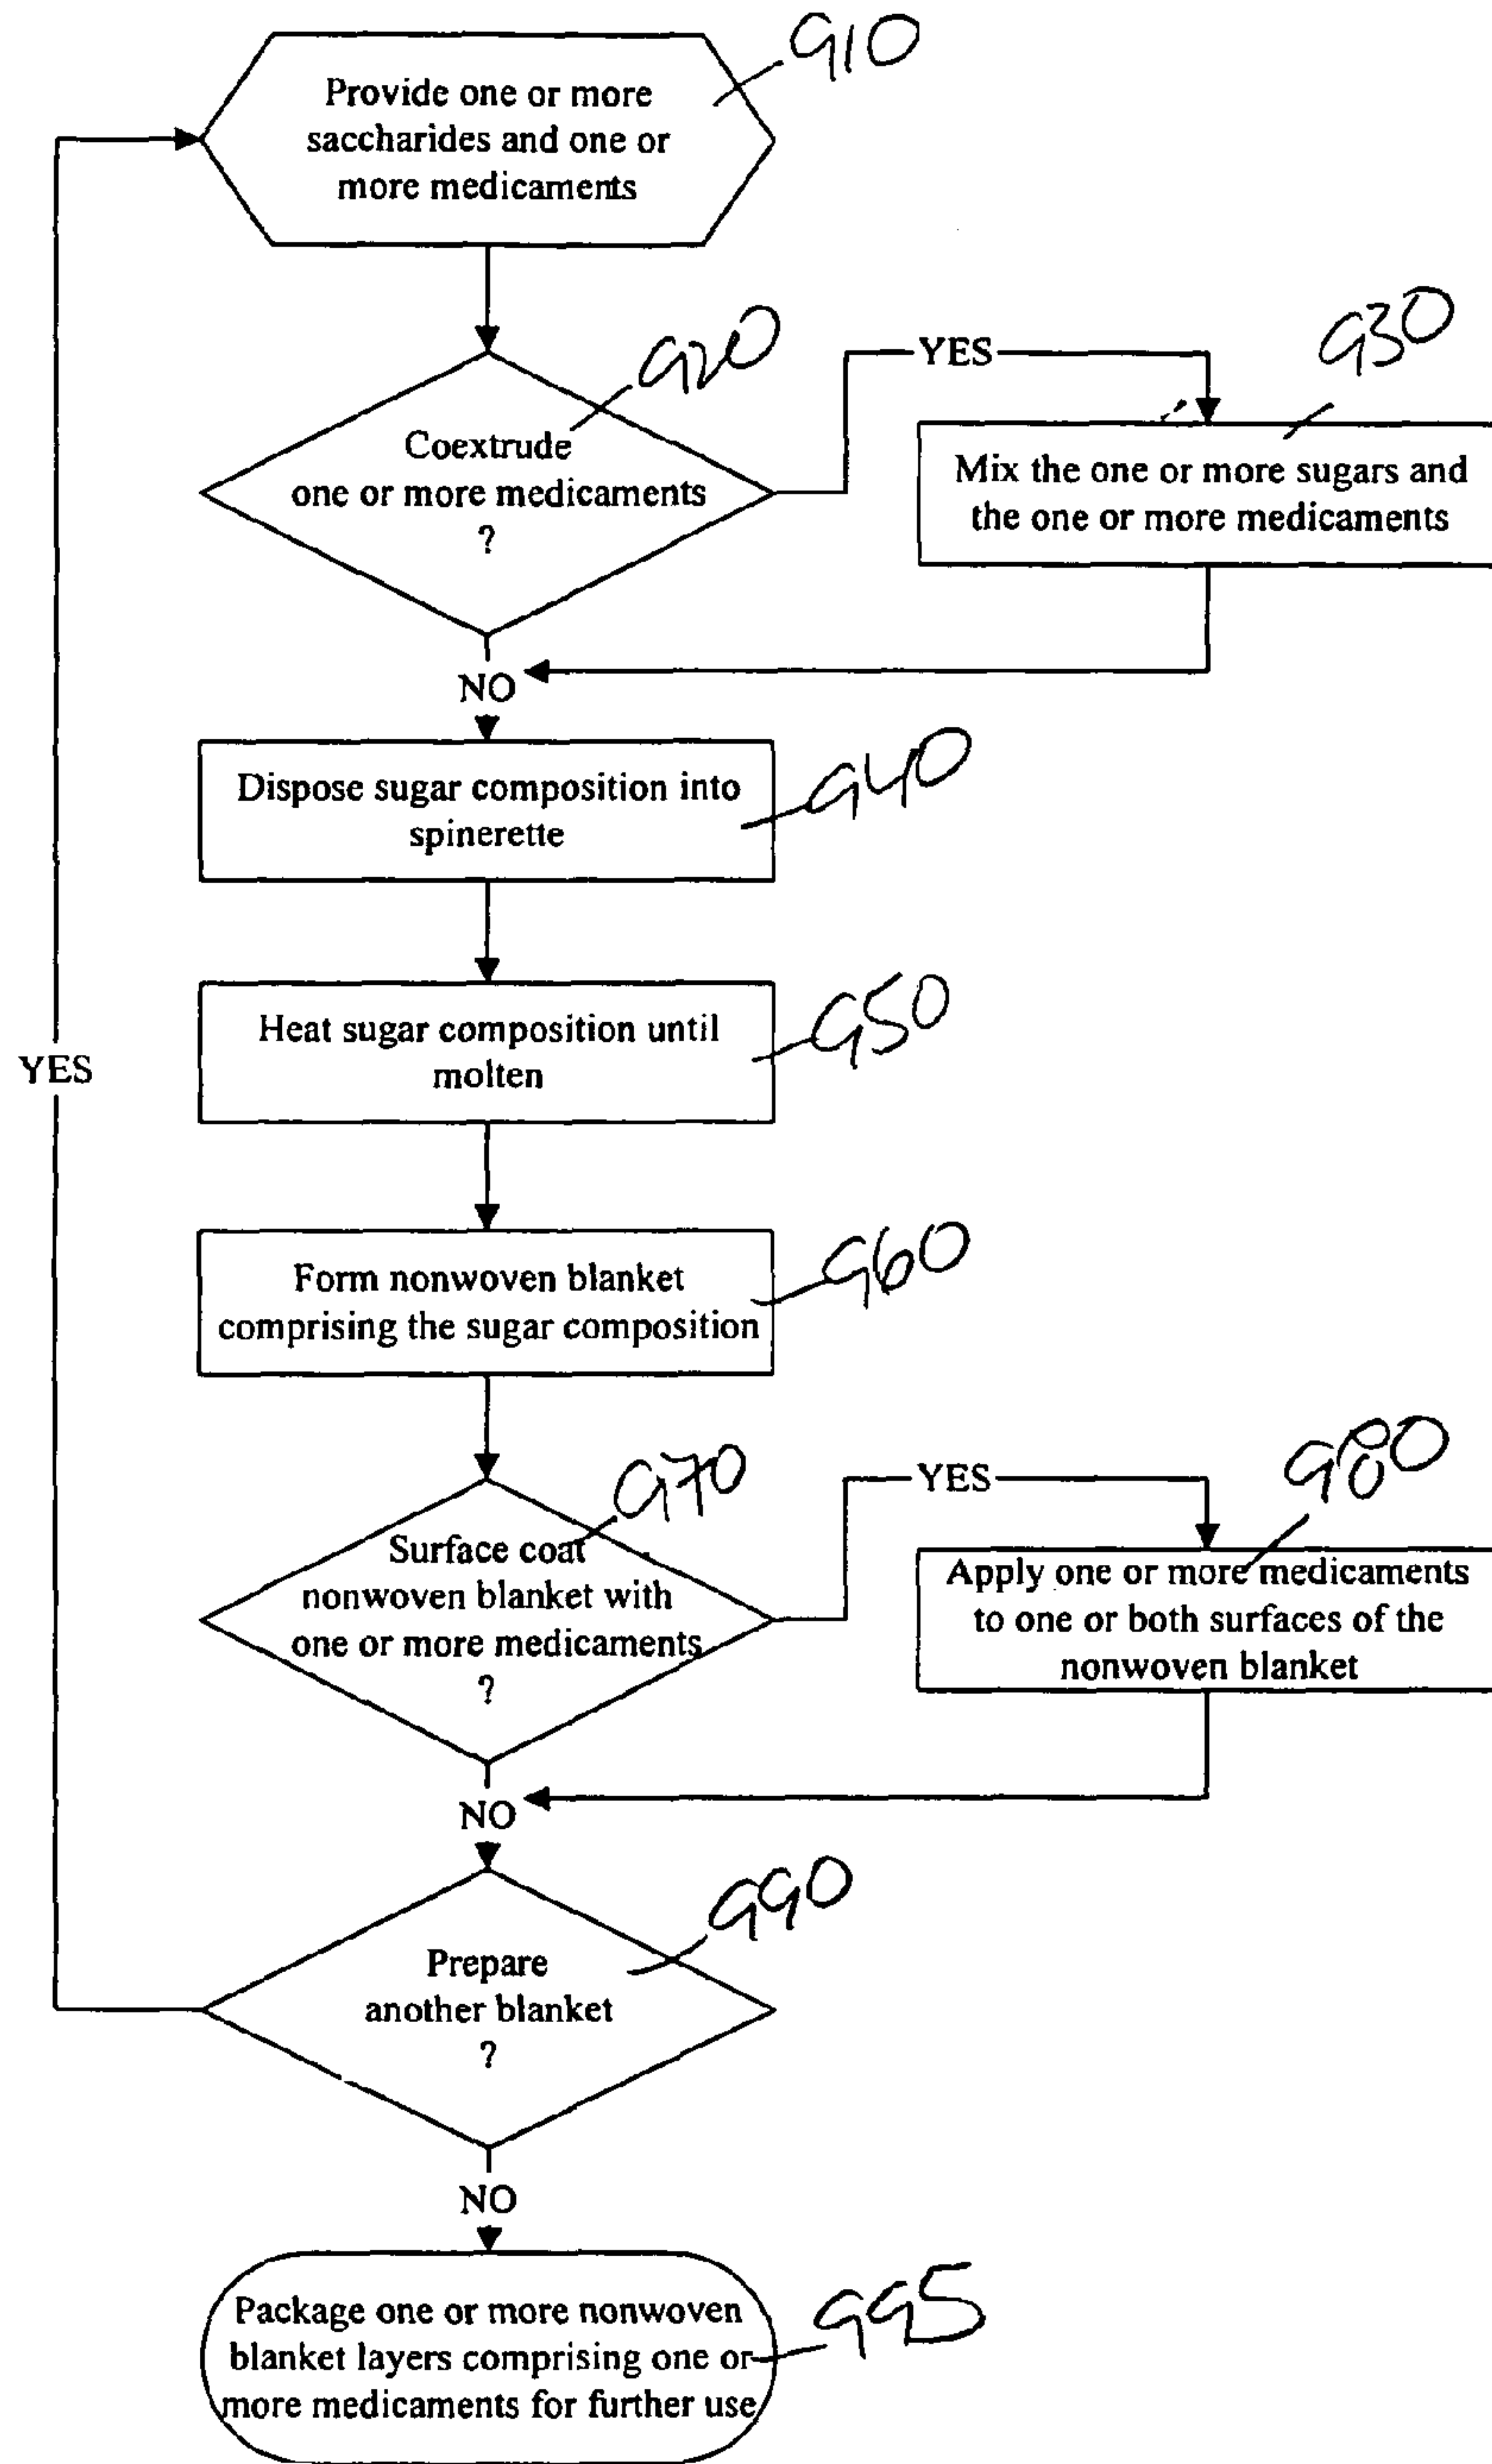 910
Provide one or more
saccharides and one or
more medicaments
920
YES
930
Coextrude
one or more medicaments
?
Mix the one or more sugars and
the one or more medicaments
NO
Dispose sugar composition into
spinerette
940
Heat sugar composition until
molten
950
YES
Form nonwoven blanket
comprising the sugar composition
960
970
YES
980
Surface coat
nonwoven blanket with
one or more medicaments
?
Apply one or more medicaments
to one or both surfaces of the
nonwoven blanket
NO
990
Prepare
another blanket
?
NO
Package one or more nonwoven
blanket layers comprising one or
more medicaments for further use
995